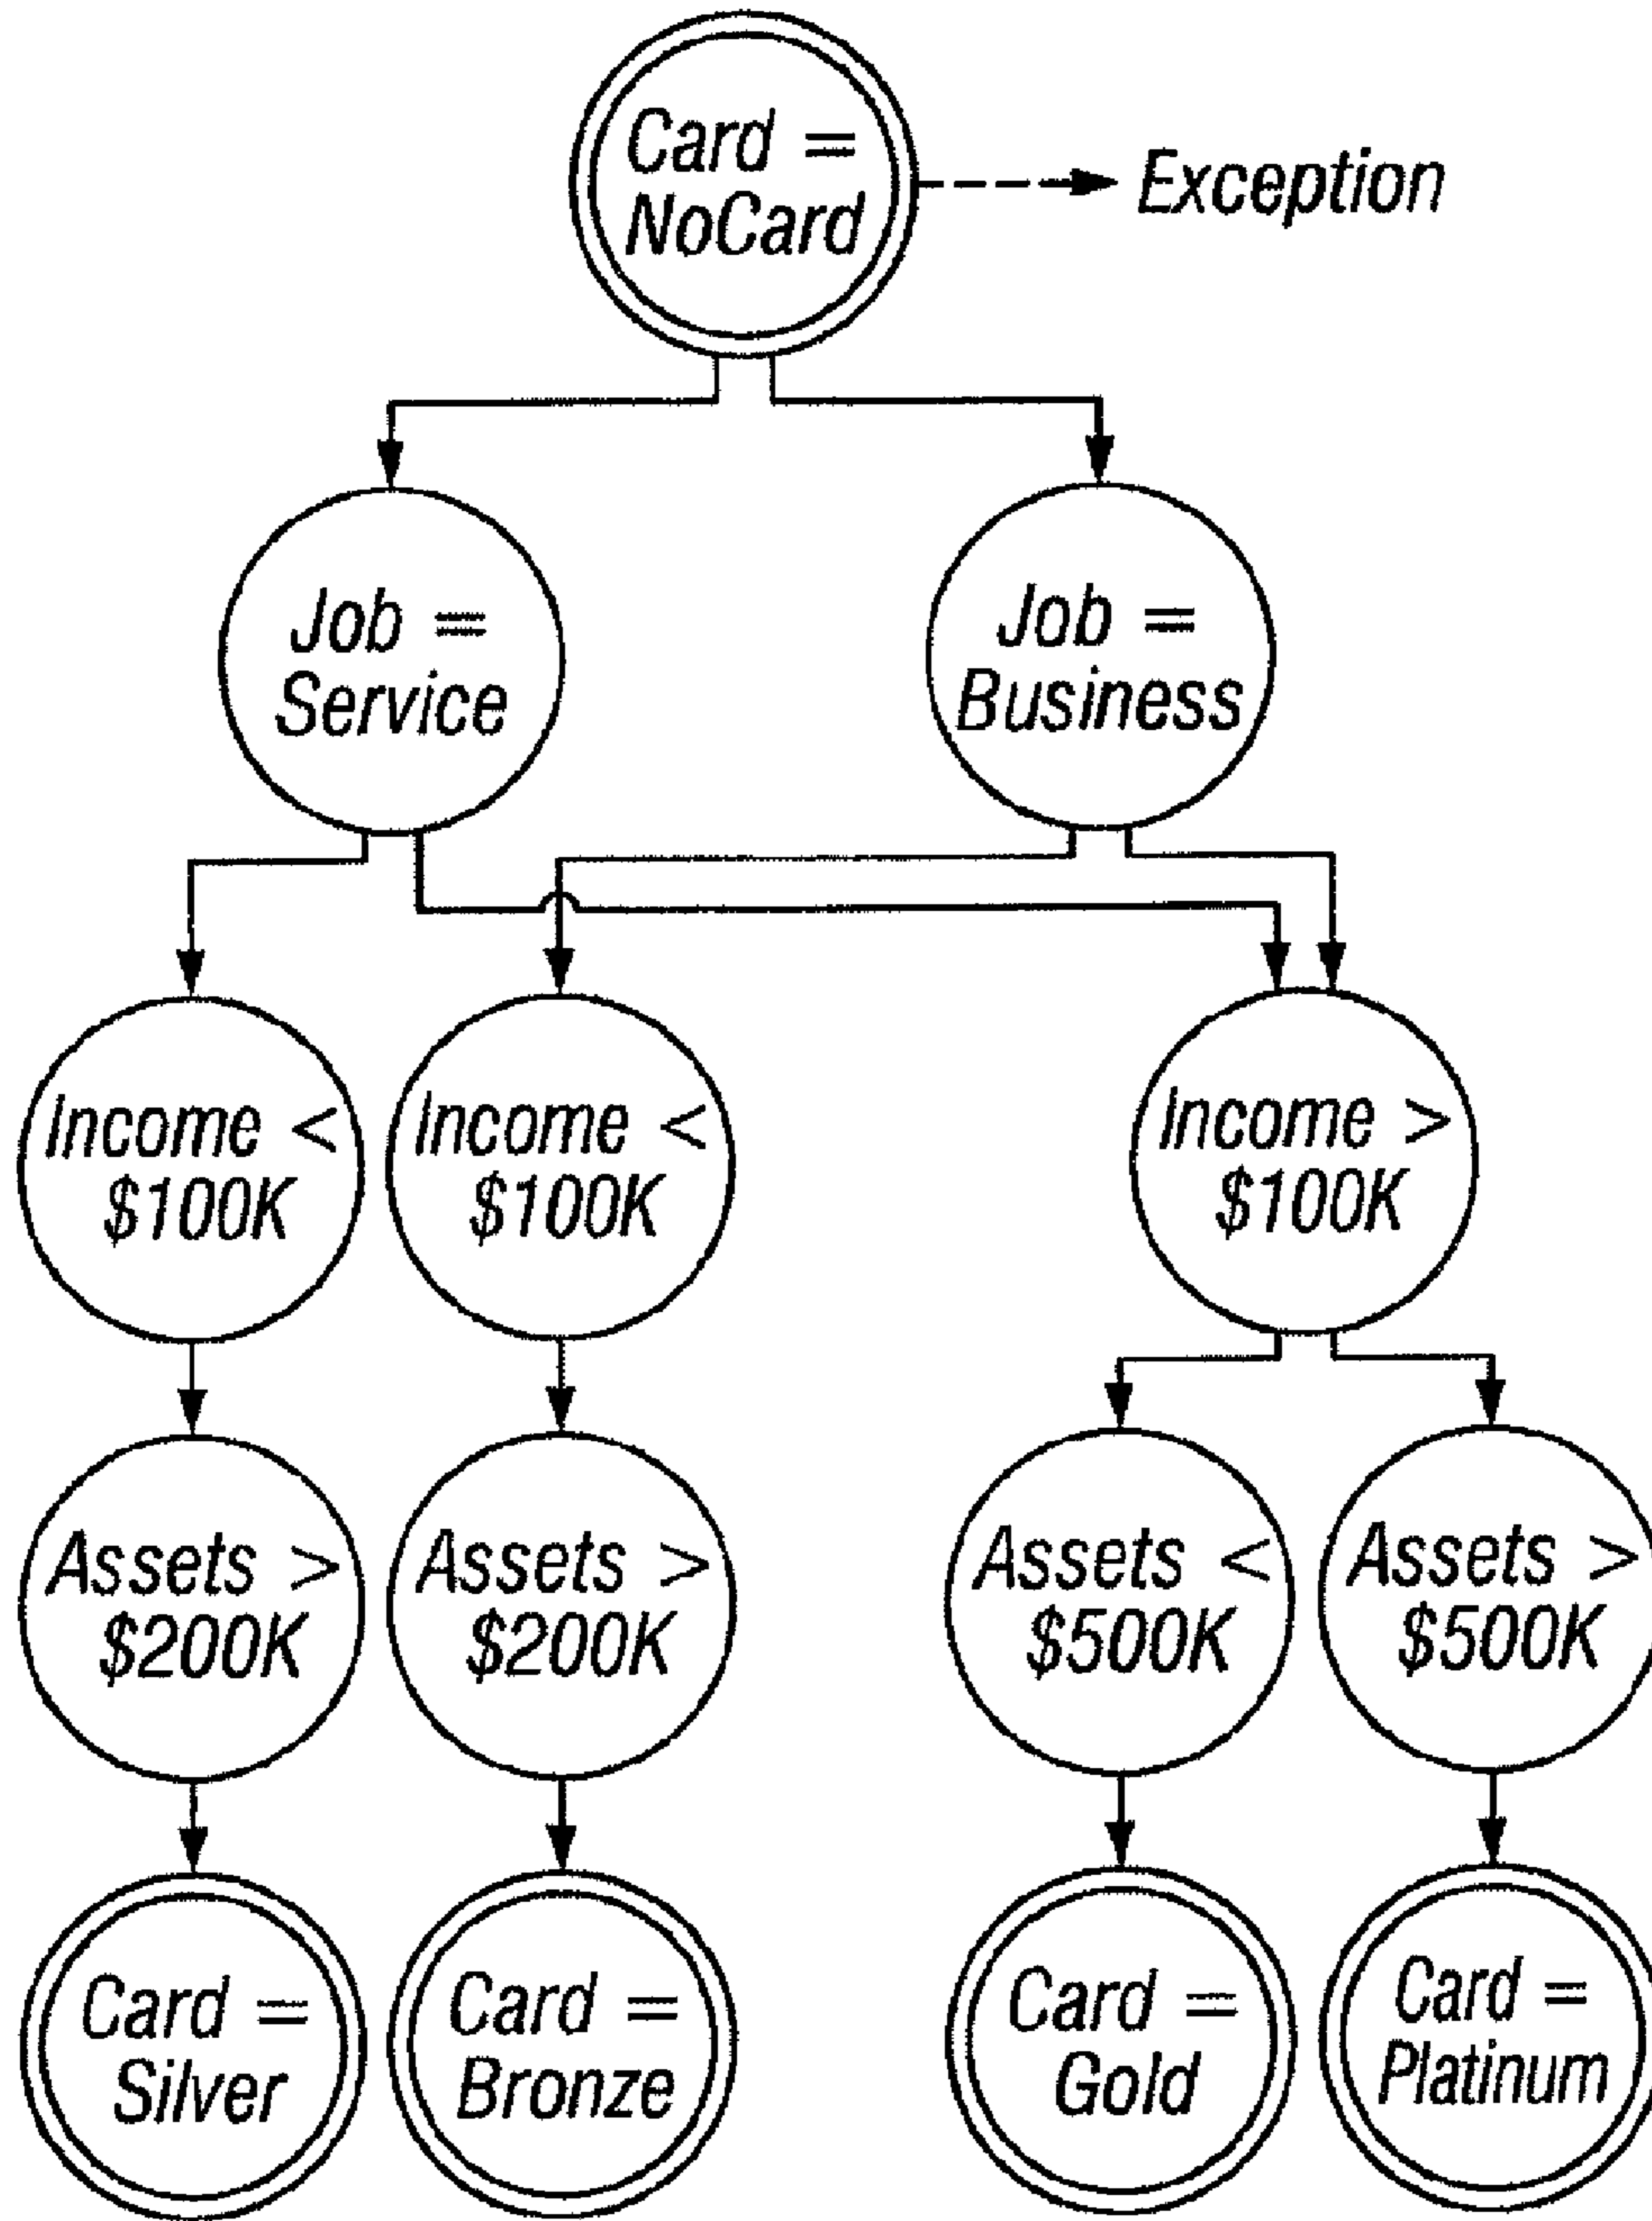 Card =
NoCard
Exception
Job =
Service
Job =
Business
Income <
$100K
Income <
$100K
Income >
$100K
Assets >
$200K
Assets >
$200K
Assets <
$500K
Assets >
$500K
Card =
Silver
Card =
Bronze
Card =
Gold
Card =
Platinum